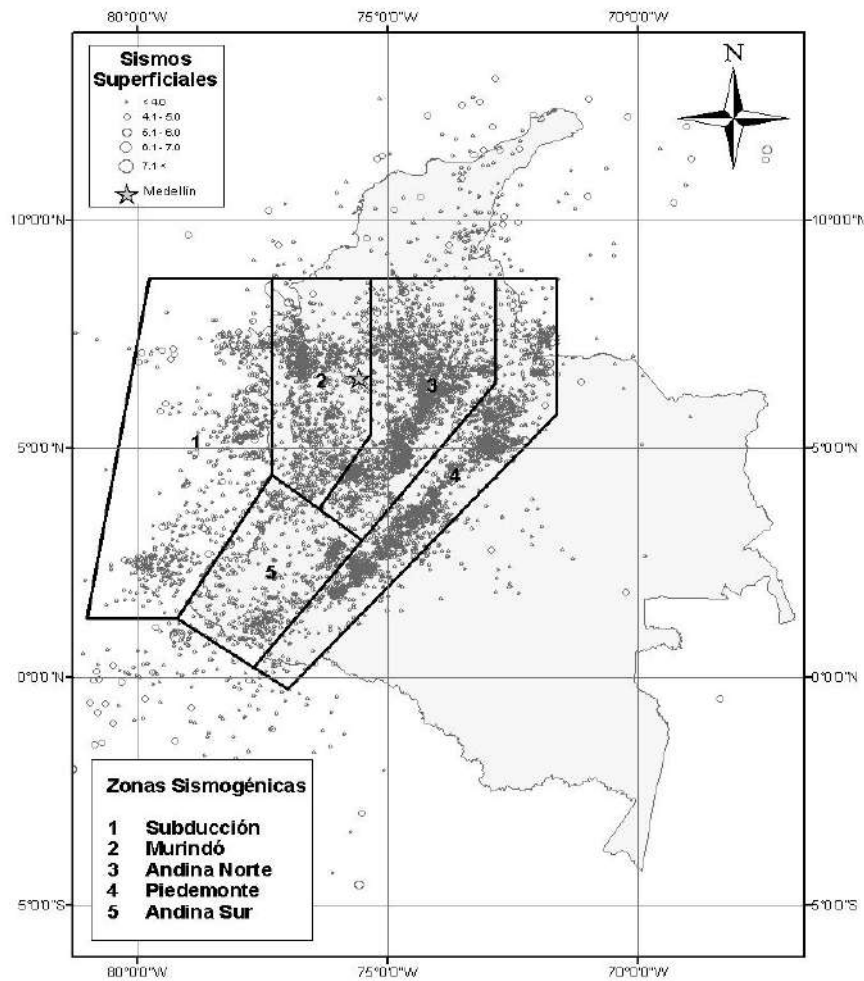 80°0'0"W 75°0'0"W 70°0'0"W
Sismos
Superficiales
< 4.0
4.1 - 5.0
5.1 - 6.0
6.1 - 7.0
7.1 <
Medellín
N
10°0'0"N 10°0'0"N
2
3
1
5°0'0"N 5°0'0"N
4
5
0°0'0"N 0°0'0"N
Zonas Sismogénicas
1 Subducción
2 Murindó
3 Andina Norte
4 Piedemonte
5 Andina Sur
5°0'0"S 5°0'0"S
80°0'0"W 75°0'0"W 70°0'0"W